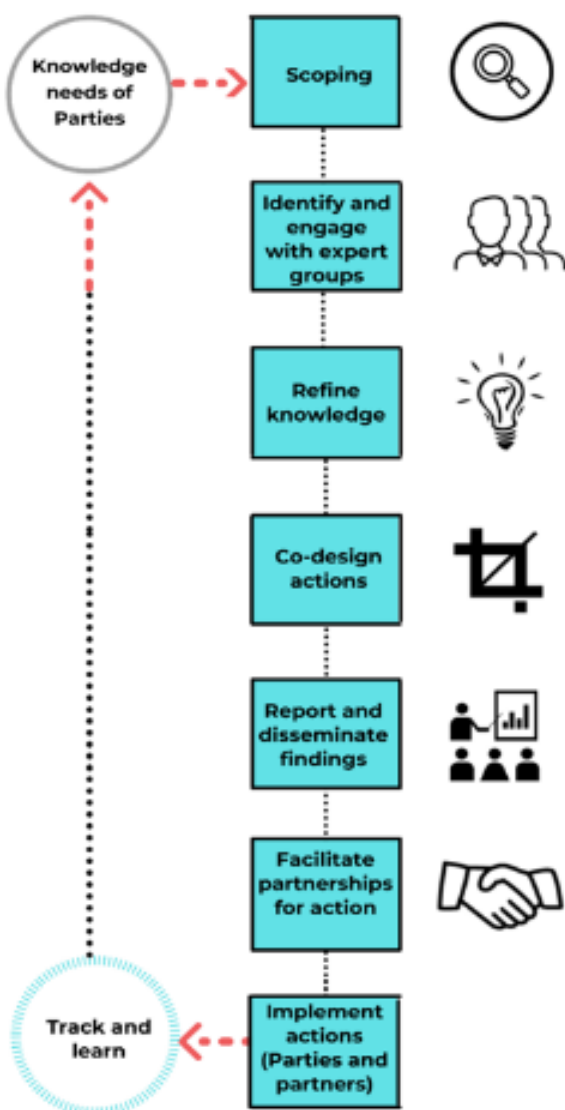 Knowledge
needs of
Parties
Scoping
Identify and
engage
with expert
groups
Refine
knowledge
Co-design
actions
Report and
disseminate
findings
Facilitate
partnerships
for action
Implement
actions
(Parties and
partners)
Track and
learn